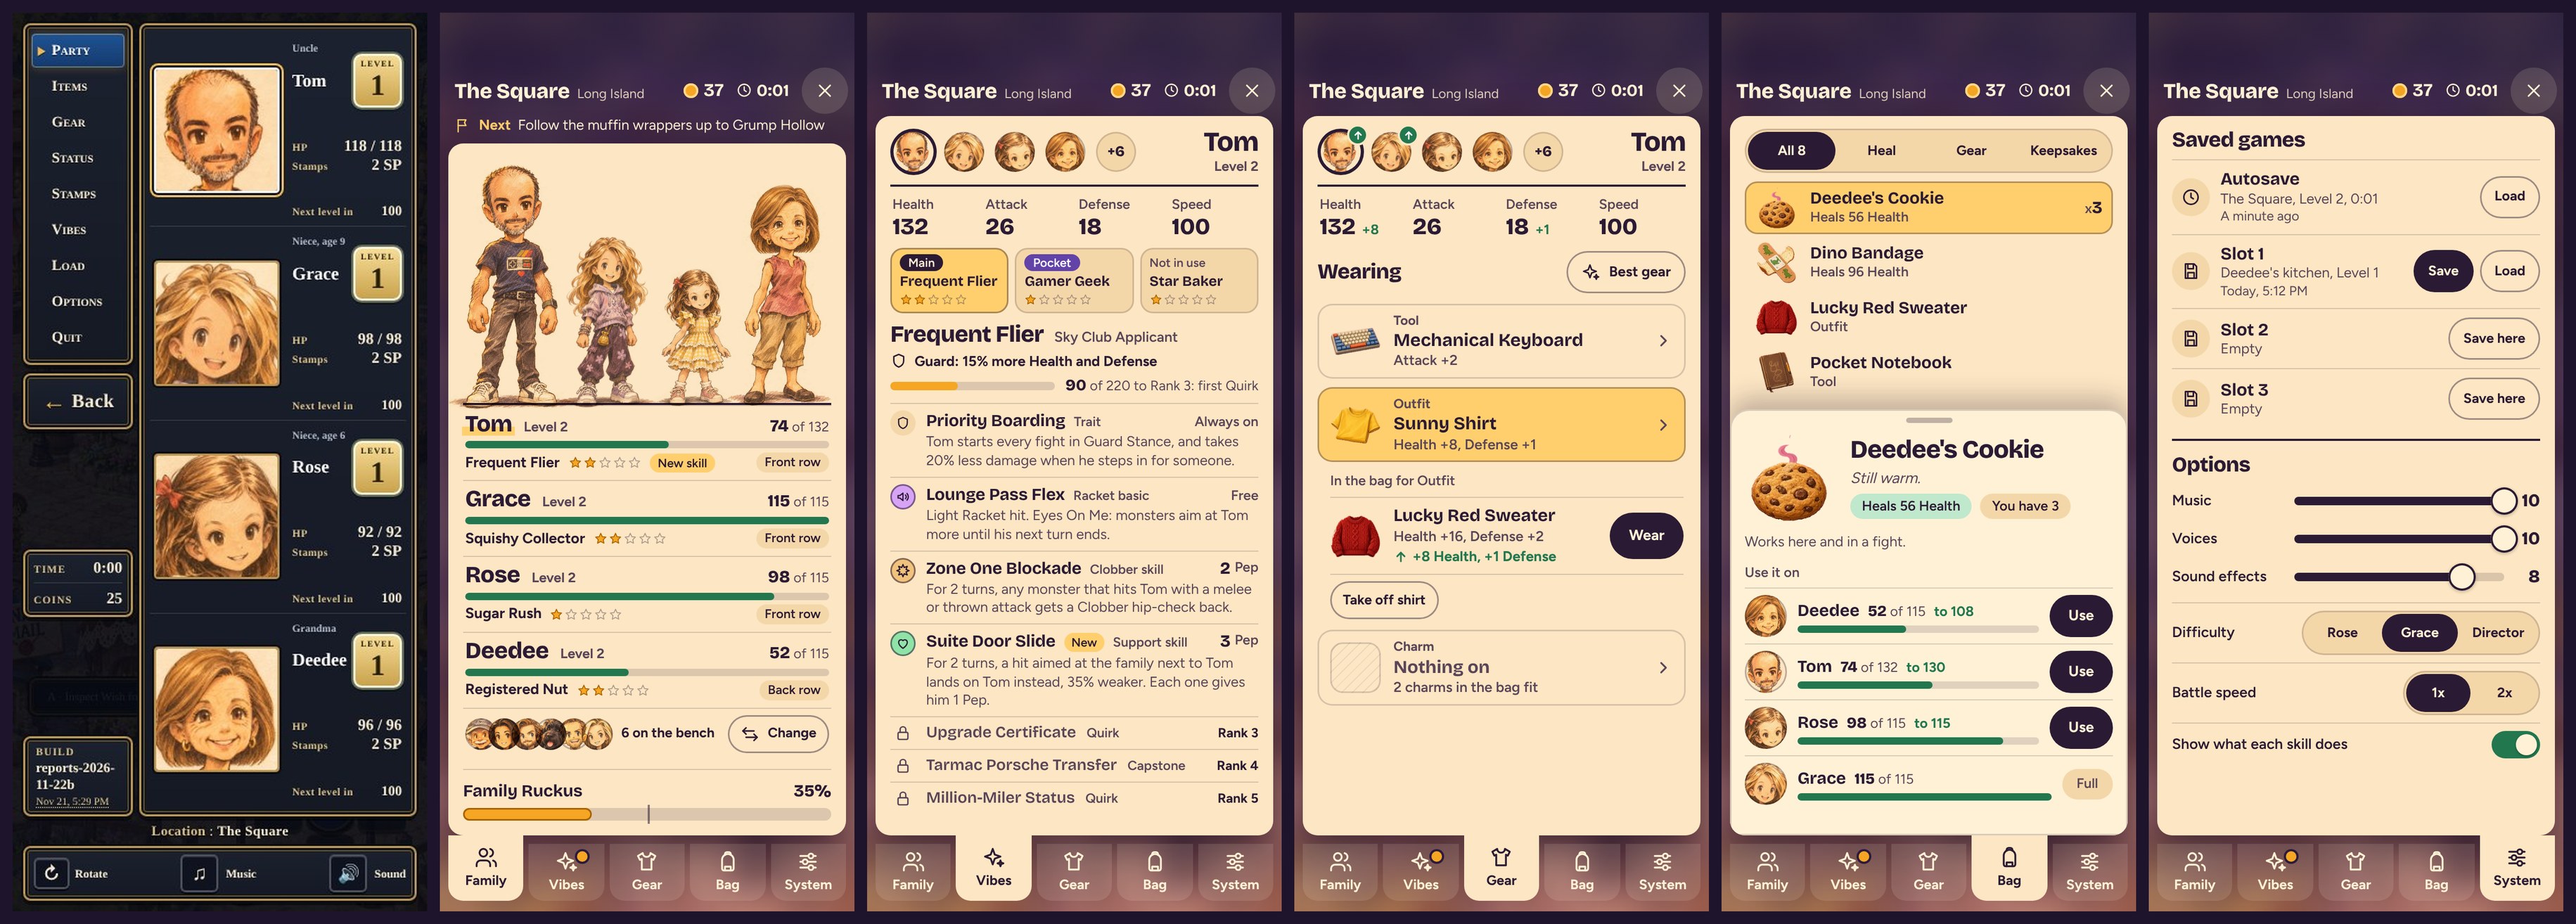 Party
Items
Gear
Status
Stamps
Vibes
Load
Options
Quit
← Back
TIME 0:00
COINS 25
BUILD
reports-2026-
11-22b
Nov 21, 5:29 PM
Uncle
Tom
LEVEL
1
HP 118 / 118
Stamps 2 SP
Next level in 100
Niece, age 9
Grace
LEVEL
1
HP 98 / 98
Stamps 2 SP
Next level in 100
Niece, age 6
Rose
LEVEL
1
HP 92 / 92
Stamps 2 SP
Next level in 100
Grandma
Deedee
LEVEL
1
HP 96 / 96
Stamps 2 SP
Next level in 100
Location : The Square
Rotate
Music
Sound
The Square Long Island 37 0:01
Next Follow the muffin wrappers up to Grump Hollow
Tom Level 2 74 of 132
Frequent Flier New skill Front row
Grace Level 2 115 of 115
Squishy Collector Front row
Rose Level 2 98 of 115
Sugar Rush Front row
Deedee Level 2 52 of 115
Registered Nut Back row
6 on the bench Change
Family Ruckus 35%
Family Vibes Gear Bag System
The Square Long Island 37 0:01
+6
Tom
Level 2
Health Attack Defense Speed
132 26 18 100
Main
Frequent Flier
Pocket
Gamer Geek
Not in use
Star Baker
Frequent Flier Sky Club Applicant
Guard: 15% more Health and Defense
90 of 220 to Rank 3: first Quirk
Priority Boarding Trait Always on
Tom starts every fight in Guard Stance, and takes
20% less damage when he steps in for someone.
Lounge Pass Flex Racket basic Free
Light Racket hit. Eyes On Me: monsters aim at Tom
more until his next turn ends.
Zone One Blockade Clobber skill 2 Pep
For 2 turns, any monster that hits Tom with a melee
or thrown attack gets a Clobber hip-check back.
Suite Door Slide New Support skill 3 Pep
For 2 turns, a hit aimed at the family next to Tom
lands on Tom instead, 35% weaker. Each one gives
him 1 Pep.
Upgrade Certificate Quirk Rank 3
Tarmac Porsche Transfer Capstone Rank 4
Million-Miler Status Quirk Rank 5
Family Vibes Gear Bag System
The Square Long Island 37 0:01
+6
Tom
Level 2
Health Attack Defense Speed
132 +8 26 18 +1 100
Wearing Best gear
Tool
Mechanical Keyboard
Attack +2
Outfit
Sunny Shirt
Health +8, Defense +1
In the bag for Outfit
Lucky Red Sweater
Health +16, Defense +2
↑ +8 Health, +1 Defense
Wear
Take off shirt
Charm
Nothing on
2 charms in the bag fit
Family Vibes Gear Bag System
The Square Long Island 37 0:01
All 8 Heal Gear Keepsakes
Deedee's Cookie
Heals 56 Health
x3
Dino Bandage
Heals 96 Health
Lucky Red Sweater
Outfit
Pocket Notebook
Tool
Deedee's Cookie
Still warm.
Heals 56 Health You have 3
Works here and in a fight.
Use it on
Deedee 52 of 115 to 108 Use
Tom 74 of 132 to 130 Use
Rose 98 of 115 to 115 Use
Grace 115 of 115 Full
Family Vibes Gear Bag System
The Square Long Island 37 0:01
Saved games
Autosave
The Square, Level 2, 0:01
A minute ago
Load
Slot 1
Deedee's kitchen, Level 1
Today, 5:12 PM
Save Load
Slot 2
Empty
Save here
Slot 3
Empty
Save here
Options
Music 10
Voices 10
Sound effects 8
Difficulty Rose Grace Director
Battle speed 1x 2x
Show what each skill does
Family Vibes Gear Bag System